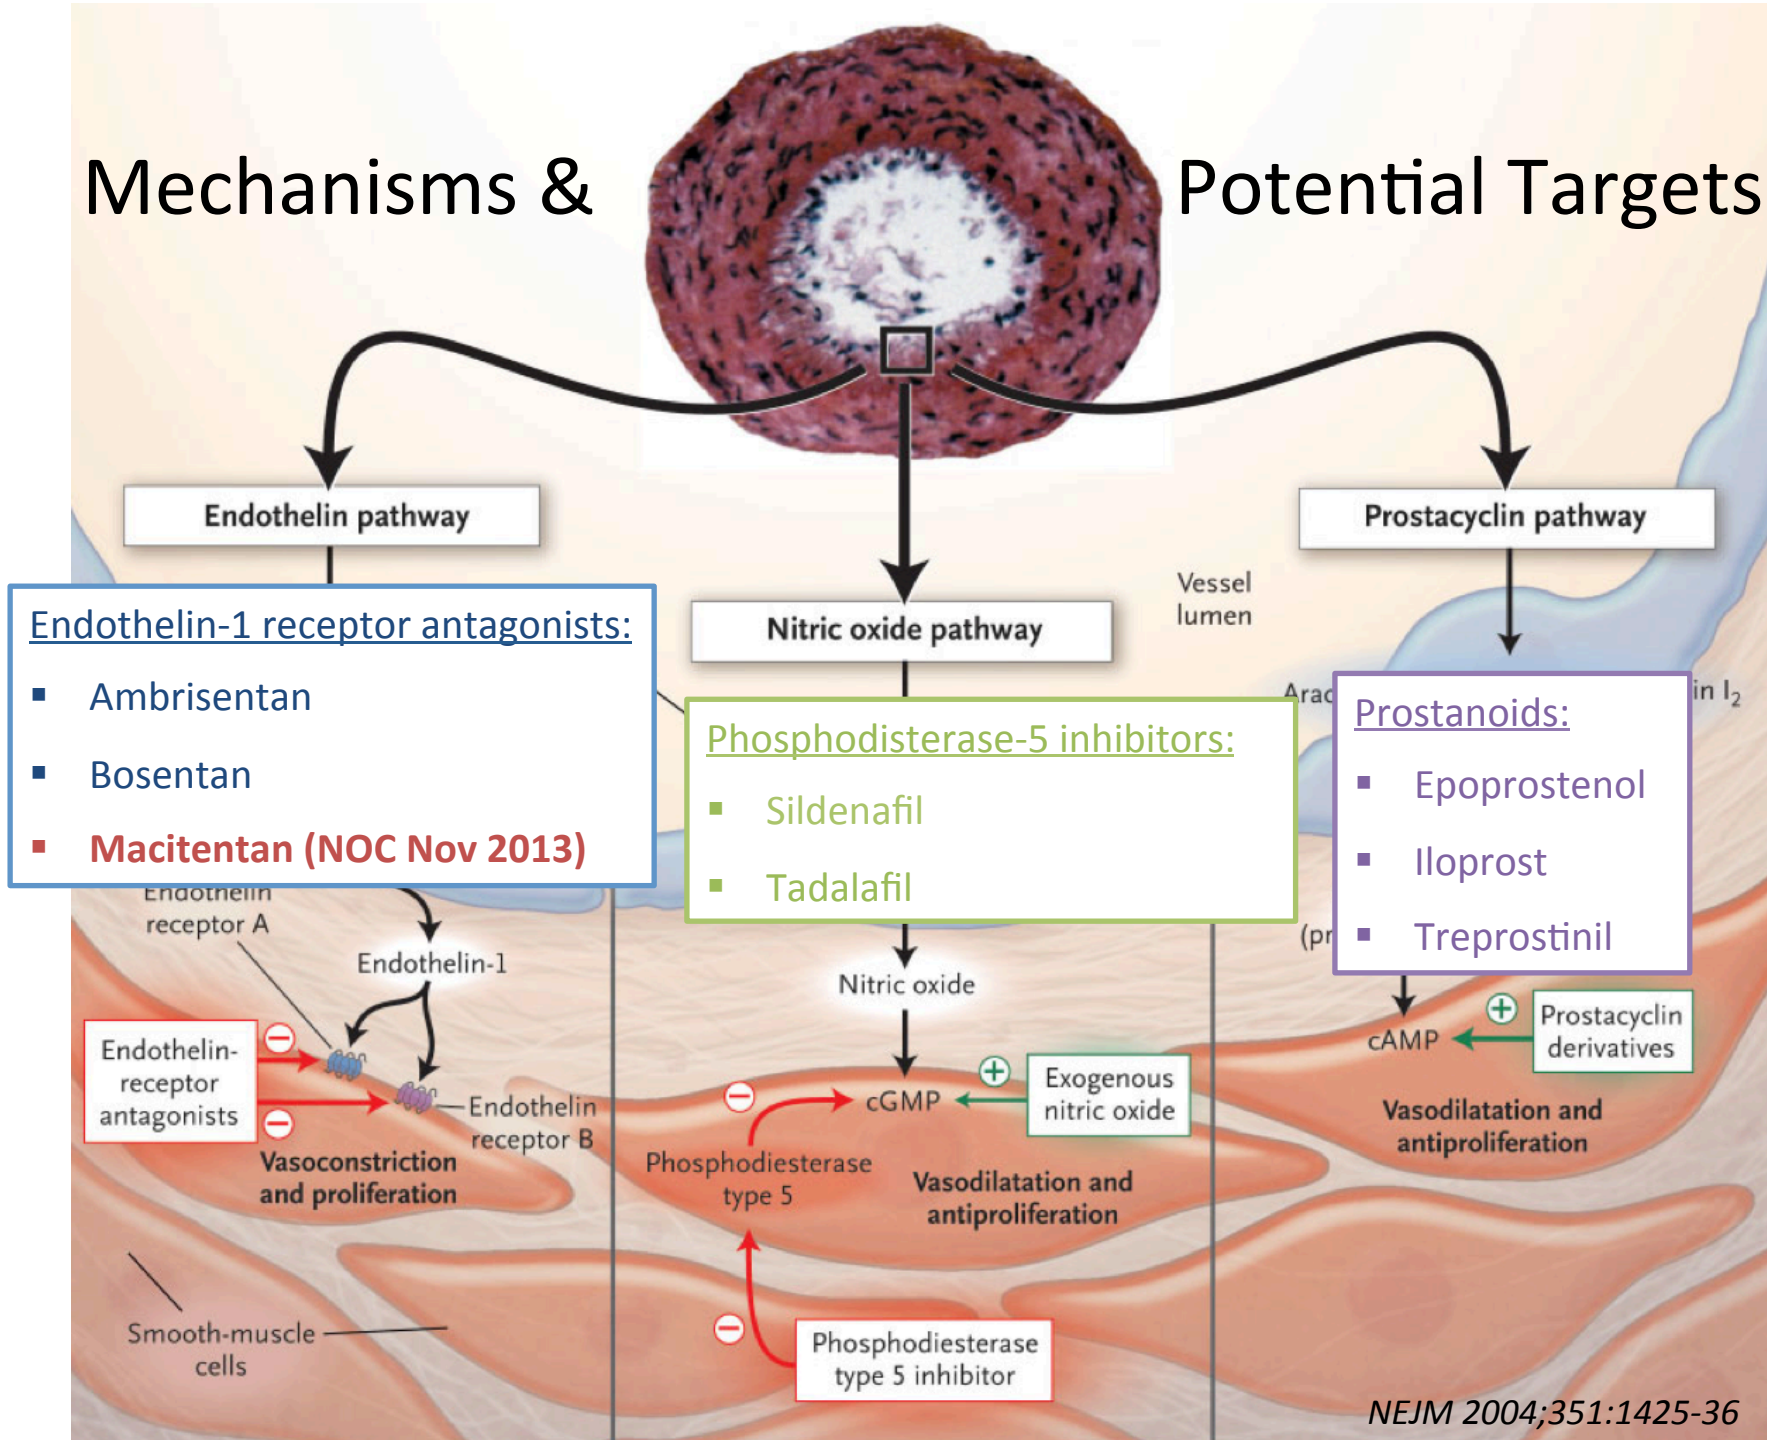 Mechanisms &
Potential Targets
Endothelin pathway
Prostacyclin pathway
Nitric oxide pathway
Vessel
lumen
Endothelin-1 receptor antagonists:
▪ Ambrisentan
▪ Bosentan
▪ Macitentan (NOC Nov 2013)
Phosphodisterase-5 inhibitors:
▪ Sildenafil
▪ Tadalafil
in I₂
Prostanoids:
▪ Epoprostenol
▪ Iloprost
▪ Treprostinil
Endothelin
receptor A
Endothelin-1
Endothelin-
receptor
antagonists
Endothelin
receptor B
Vasoconstriction
and proliferation
Smooth-muscle
cells
Nitric oxide
cGMP
Exogenous
nitric oxide
Phosphodiesterase
type 5
Vasodilatation and
antiproliferation
Phosphodiesterase
type 5 inhibitor
cAMP
Prostacyclin
derivatives
Vasodilatation and
antiproliferation
NEJM 2004;351:1425-36